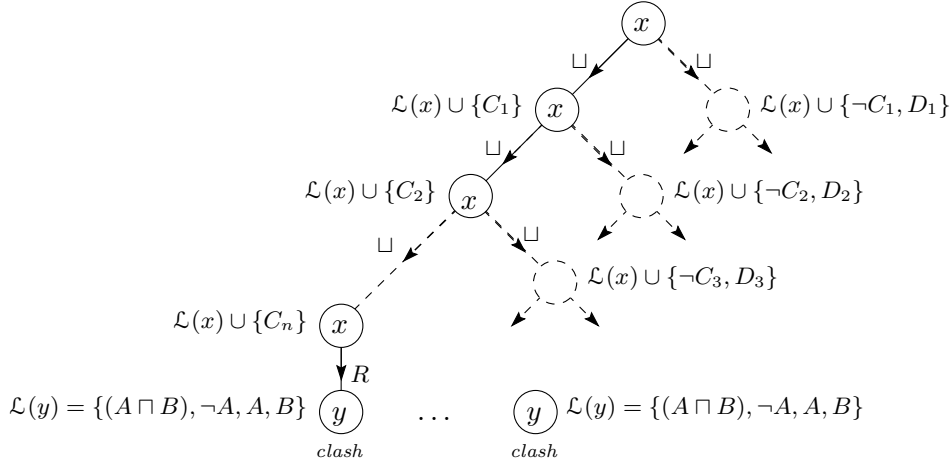 x
⊔ ⊔
ℒ(x) ∪ {C₁} x ℒ(x) ∪ {¬C₁, D₁}
⊔ ⊔
ℒ(x) ∪ {C₂} x ℒ(x) ∪ {¬C₂, D₂}
⊔ ⊔
ℒ(x) ∪ {¬C₃, D₃}
ℒ(x) ∪ {Cₙ} x
R
ℒ(y) = {(A ⊓ B), ¬A, A, B} y ... y ℒ(y) = {(A ⊓ B), ¬A, A, B}
clash clash